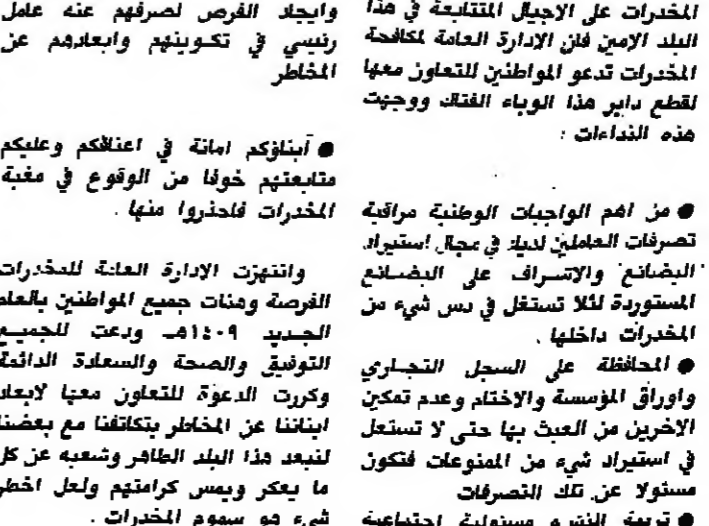 المخدرات على الاجيال المتتابعة في هذا
البلد الامين فان الادارة العامة لمكافحة
المخدرات تدعو المواطنين للتعاون معها
لقطع دابر هذا الوباء الفتاك ووجهت
هذه النداءات :
● من اهم الواجبات الوطنية مراقبة
تصرفات العاملين لديك في مجال استيراد
البضائع والاشراف على البضائع
المستوردة لئلا تستغل في دس شيء من
المخدرات داخلها .
● المحافظة على السجل التجاري
واوراق المؤسسة والاختام وعدم تمكين
الاخرين من العبث بها حتى لا تستغل
في استيراد شيء من الممنوعات فتكون
مسئولا عن تلك التصرفات
● تربية النشء مسئولية اجتماعية
وايجاد الفرص لصرفهم عنه عامل
رئيسي في تكوينهم وابعادهم عن
المخاطر
● أبناؤكم امانة في اعناقكم وعليكم
متابعتهم خوفا من الوقوع في مغبة
المخدرات فاحذروا منها .
وانتهزت الإدارة العامة للمخدرات
الفرصة وهنات جميع المواطنين بالعام
الجديد ١٤٠٩هـ ودعت للجميع
التوفيق والصحة والسعادة الدائمة
وكررت الدعوة للتعاون معها لابعاد
ابنائنا عن المخاطر بتكاتفنا مع بعضنا
لنبعد هذا البلد الطاهر وشعبه عن كل
ما يعكر ويمس كرامتهم ولعل اخطر
شيء هو سموم المخدرات .